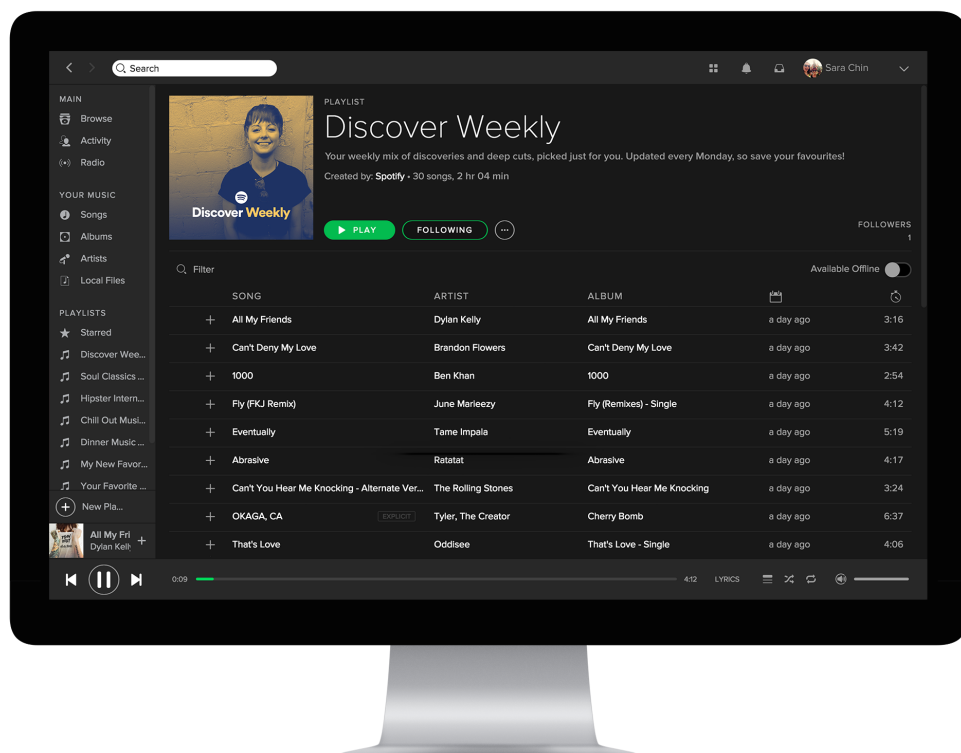 Search
Sara Chin
MAIN
Browse
Activity
Radio
YOUR MUSIC
Songs
Albums
Artists
Local Files
PLAYLISTS
Starred
Discover Wee...
Soul Classics ...
Hipster Intern...
Chill Out Musi...
Dinner Music ...
My New Favor...
Your Favorite ...
New Pla...
All My Fri
Dylan Kell
Discover Weekly
PLAYLIST
Discover Weekly
Your weekly mix of discoveries and deep cuts, picked just for you. Updated every Monday, so save your favourites!
Created by: Spotify • 30 songs, 2 hr 04 min
PLAY FOLLOWING
FOLLOWERS
1
Filter Available Offline
SONG ARTIST ALBUM
All My Friends Dylan Kelly All My Friends a day ago 3:16
Can't Deny My Love Brandon Flowers Can't Deny My Love a day ago 3:42
1000 Ben Khan 1000 a day ago 2:54
Fly (FKJ Remix) June Marieezy Fly (Remixes) - Single a day ago 4:12
Eventually Tame Impala Eventually a day ago 5:19
Abrasive Ratatat Abrasive a day ago 4:17
Can't You Hear Me Knocking - Alternate Ver... The Rolling Stones Can't You Hear Me Knocking a day ago 3:24
OKAGA, CA EXPLICIT Tyler, The Creator Cherry Bomb a day ago 6:37
That's Love Oddisee That's Love - Single a day ago 4:06
0:09 4:12 LYRICS